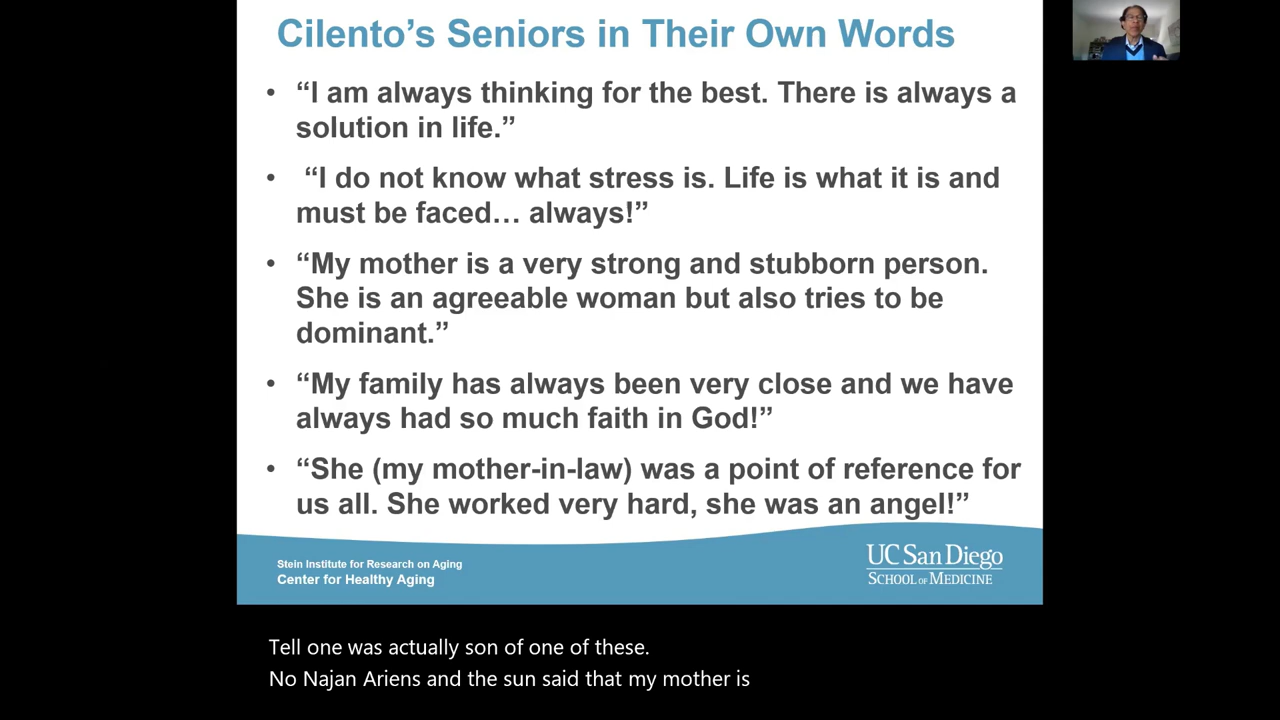 Cilento’s Seniors in Their Own Words
• “I am always thinking for the best. There is always a
solution in life.”
• “I do not know what stress is. Life is what it is and
must be faced… always!”
• “My mother is a very strong and stubborn person.
She is an agreeable woman but also tries to be
dominant.”
• “My family has always been very close and we have
always had so much faith in God!”
• “She (my mother-in-law) was a point of reference for
us all. She worked very hard, she was an angel!”
Stein Institute for Research on Aging
Center for Healthy Aging
UC San Diego
SCHOOL OF MEDICINE
Tell one was actually son of one of these.
No Najan Ariens and the sun said that my mother is